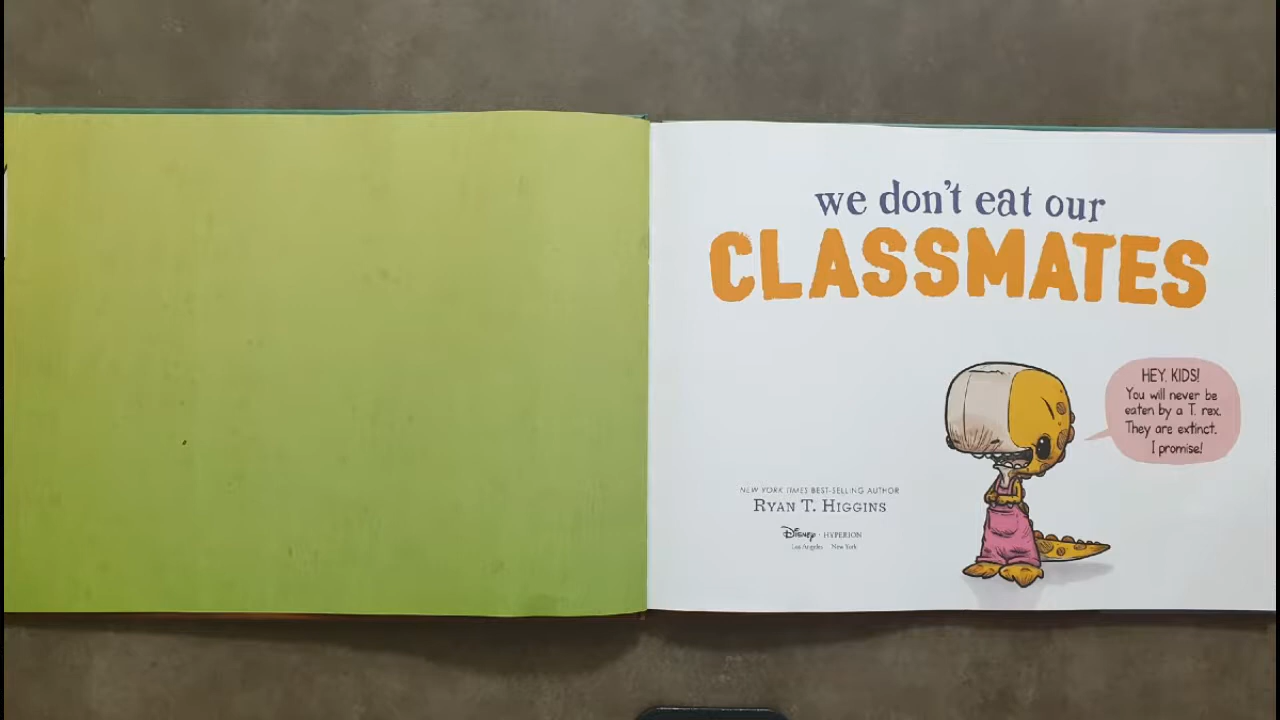 we don't eat our
CLASSMATES
HEY, KIDS!
You will never be
eaten by a T. rex.
They are extinct.
I promise!
NEW YORK TIMES BEST-SELLING AUTHOR
RYAN T. HIGGINS
Disney · HYPERION
Los Angeles New York